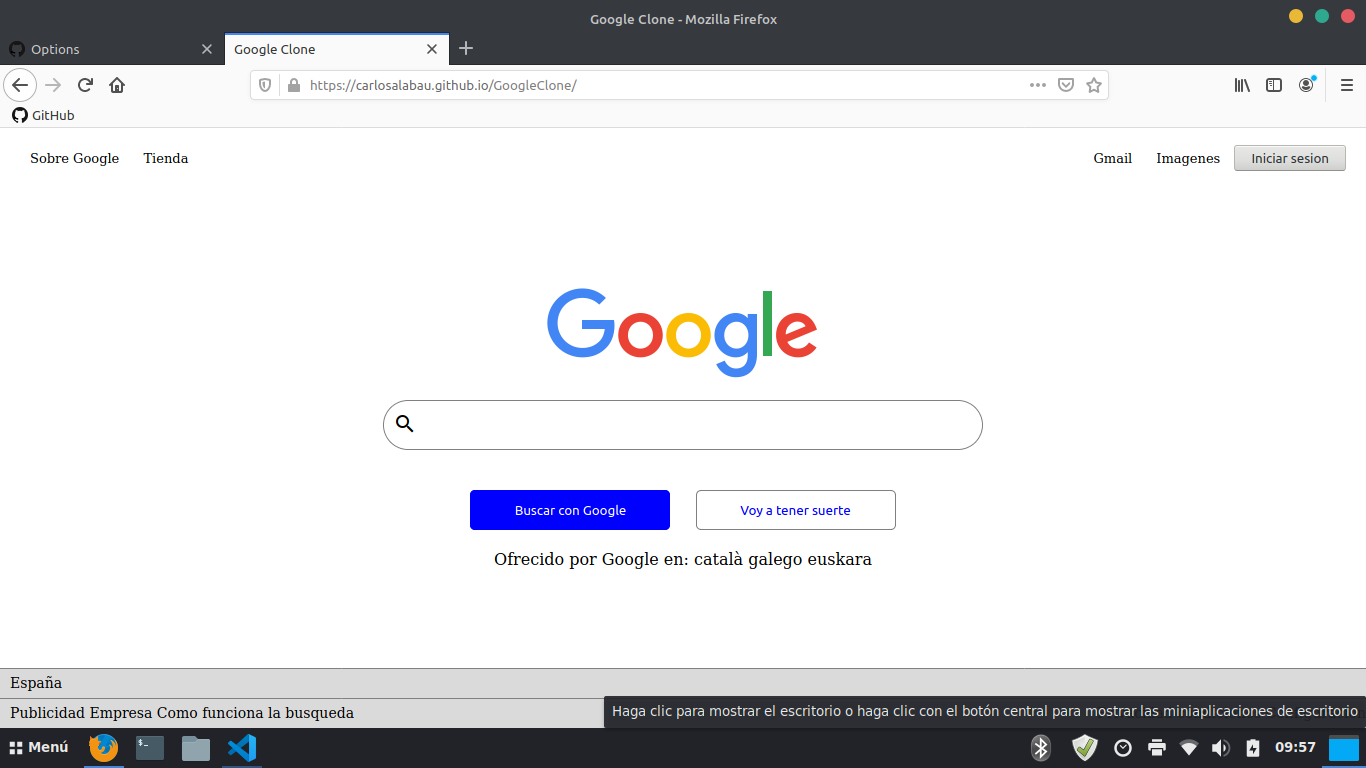 Google Clone - Mozilla Firefox
Options
Google Clone
https://carlosalabau.github.io/GoogleClone/
GitHub
Sobre Google Tienda Gmail Imagenes Iniciar sesion
Google
Buscar con Google Voy a tener suerte
Ofrecido por Google en: català galego euskara
España
Publicidad Empresa Como funciona la busqueda
Haga clic para mostrar el escritorio o haga clic con el botón central para mostrar las miniaplicaciones de escritorio
Menú $- 09:57